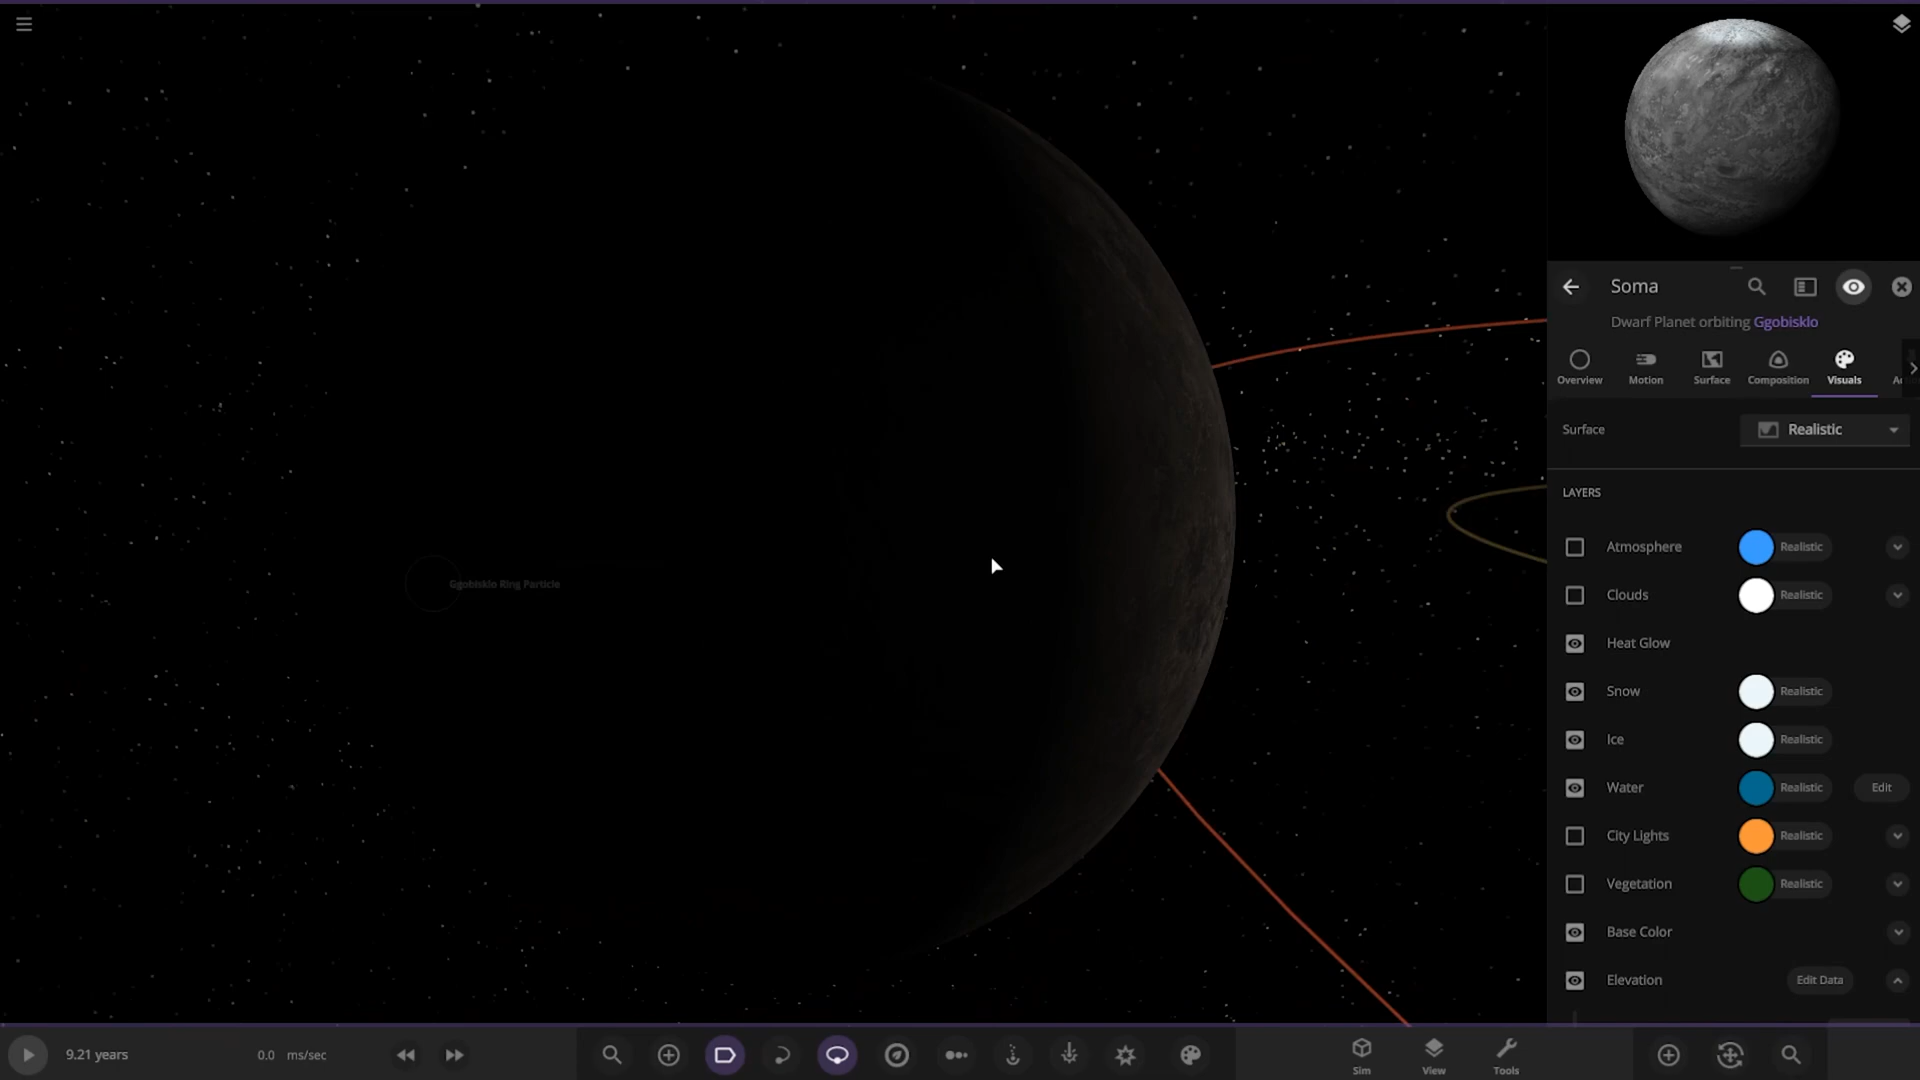 Soma
Dwarf Planet orbiting Ggobisklo
Overview
Motion
Surface
Composition
Visuals
Surface
Realistic
LAYERS
Atmosphere
Realistic
Clouds
Realistic
Heat Glow
Snow
Realistic
Ice
Realistic
Water
Realistic
Edit
City Lights
Realistic
Vegetation
Realistic
Base Color
Elevation
Edit Data
Ggobisklo Ring Particle
9.21 years
0.0 ms/sec
Sim
View
Tools